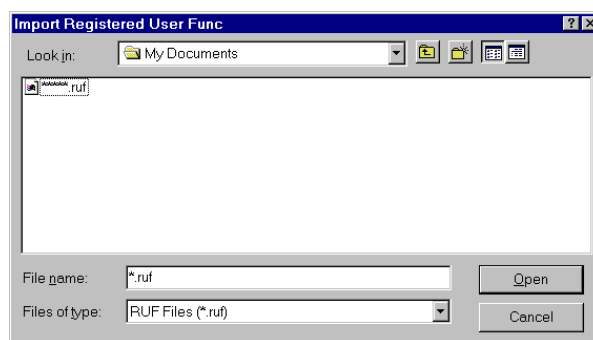 Import Registered User Func
Look in: My Documents
*****.ruf
File name: *.ruf Open
Files of type: RUF Files (*.ruf) Cancel